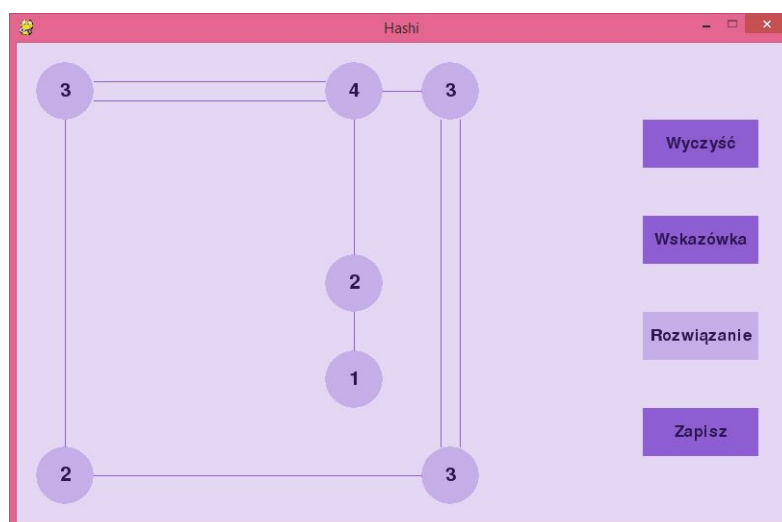 Hashi
3 4 3
Wyczyść
Wskazówka
2
Rozwiązanie
1
Zapisz
2 3